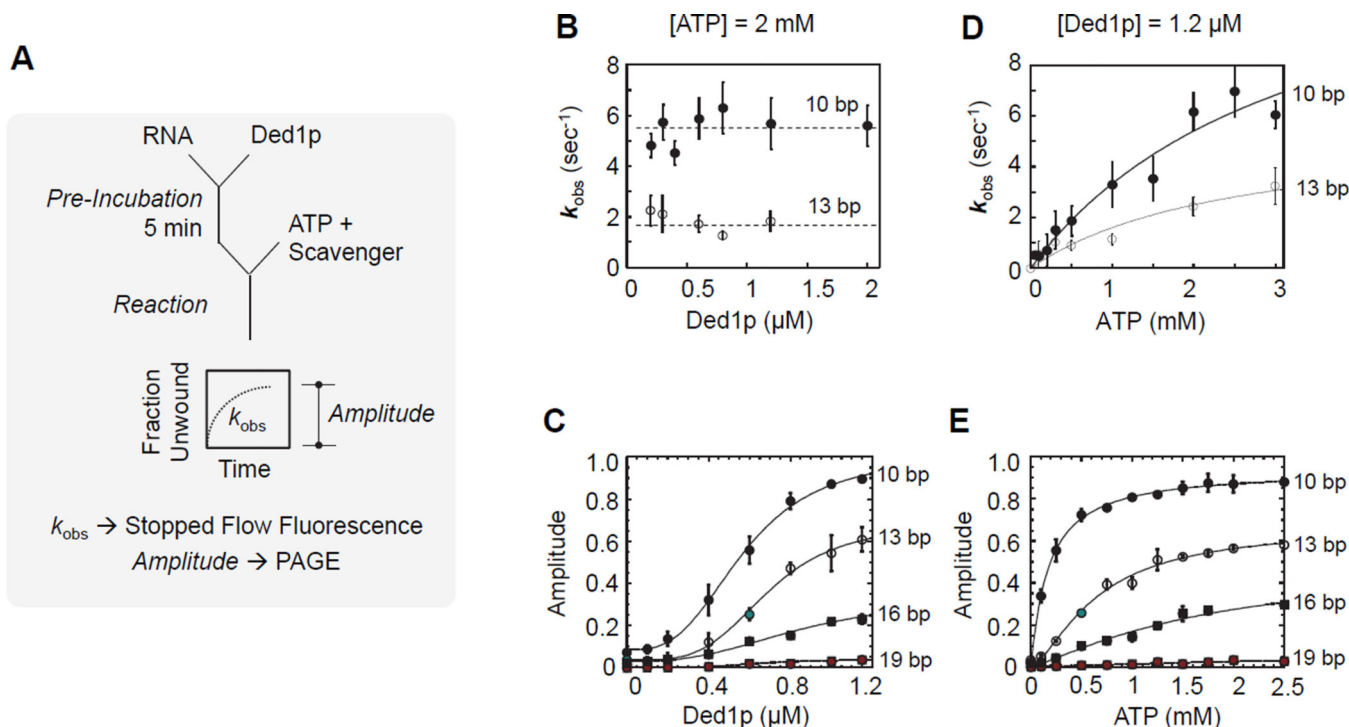 A
RNA
Ded1p
Pre-Incubation
5 min
ATP +
Scavenger
Reaction
Fraction
Unwound
kobs
Amplitude
Time
kobs → Stopped Flow Fluorescence
Amplitude → PAGE
B
[ATP] = 2 mM
8
6
4
2
0
kobs (sec-1)
10 bp
13 bp
0
0.5
1
1.5
2
Ded1p (μM)
D
[Ded1p] = 1.2 μM
8
6
4
2
0
kobs (sec-1)
10 bp
13 bp
0
1
2
3
ATP (mM)
C
1.0
0.8
0.6
0.4
0.2
0
Amplitude
10 bp
13 bp
16 bp
19 bp
0
0.4
0.8
1.2
Ded1p (μM)
E
1.0
0.8
0.6
0.4
0.2
0
Amplitude
10 bp
13 bp
16 bp
19 bp
0
0.5
1
1.5
2
2.5
ATP (mM)